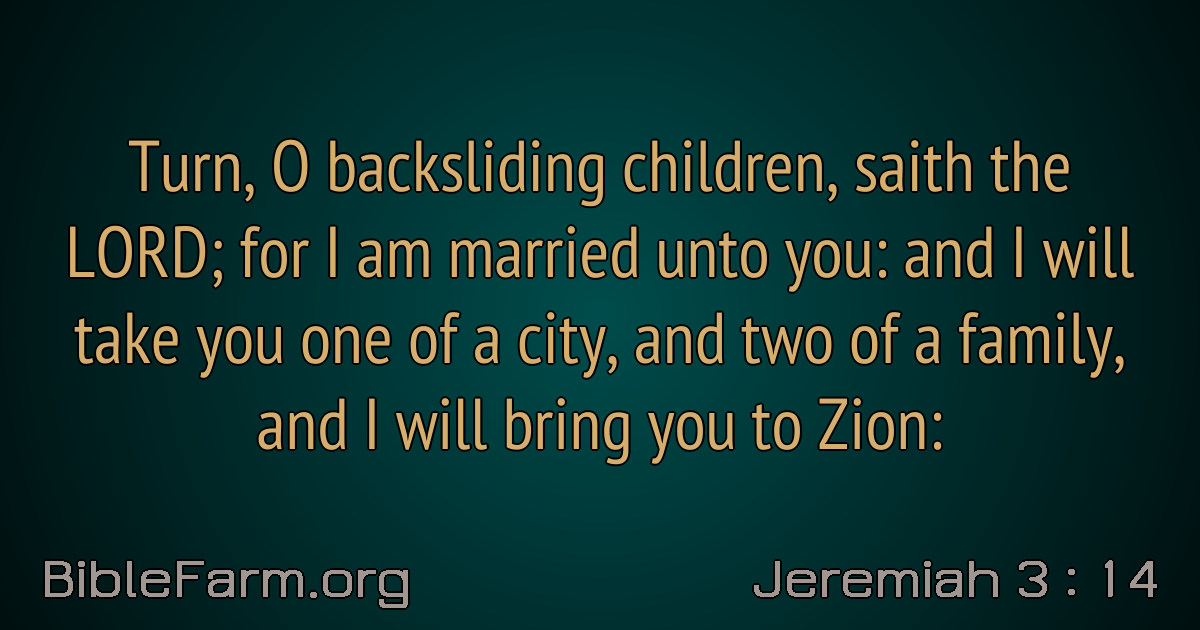 Turn, O backsliding children, saith the
LORD; for I am married unto you: and I will
take you one of a city, and two of a family,
and I will bring you to Zion:
BibleFarm.org
Jeremiah 3 : 14